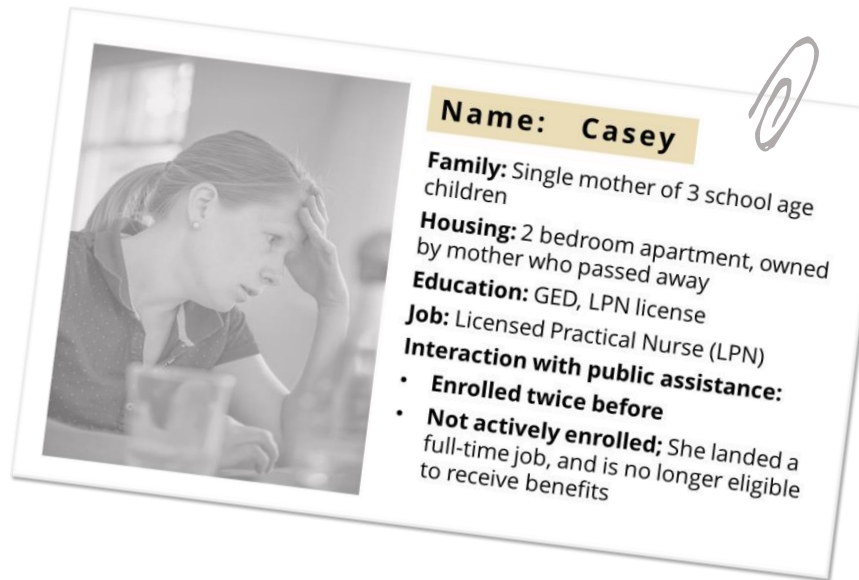 Name: Casey
Family: Single mother of 3 school age
children
Housing: 2 bedroom apartment, owned
by mother who passed away
Education: GED, LPN license
Job: Licensed Practical Nurse (LPN)
Interaction with public assistance:
• Enrolled twice before
• Not actively enrolled; She landed a
full-time job, and is no longer eligible
to receive benefits